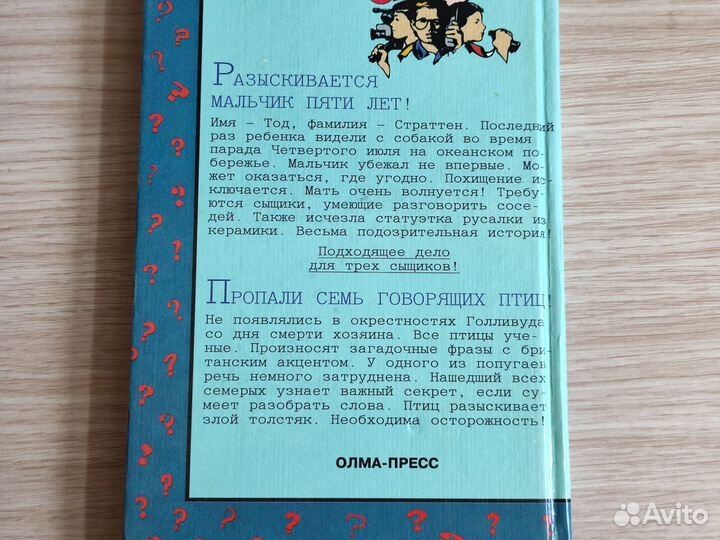 Разыскивается
мальчик пяти лет!
Имя – Тод, фамилия – Страттен. Последний
раз ребенка видели с собакой во время
парада Четвертого июля на океанском по-
бережье. Мальчик убежал не впервые. Мо-
жет оказаться, где угодно. Похищение ис-
ключается. Мать очень волнуется! Требу-
ются сыщики, умеющие разговорить сосе-
дей. Также исчезла статуэтка русалки из
керамики. Весьма подозрительная история!
Подходящее дело
для трех сыщиков!
Пропали семь говорящих птиц!
Не появлялись в окрестностях Голливуда
со дня смерти хозяина. Все птицы уче-
ные. Произносят загадочные фразы с бри-
танским акцентом. У одного из попугаев
речь немного затруднена. Нашедший всех
семерых узнает важный секрет, если су-
меет разобрать слова. Птиц разыскивает
злой толстяк. Необходима осторожность!
ОЛМА-ПРЕСС
Avito